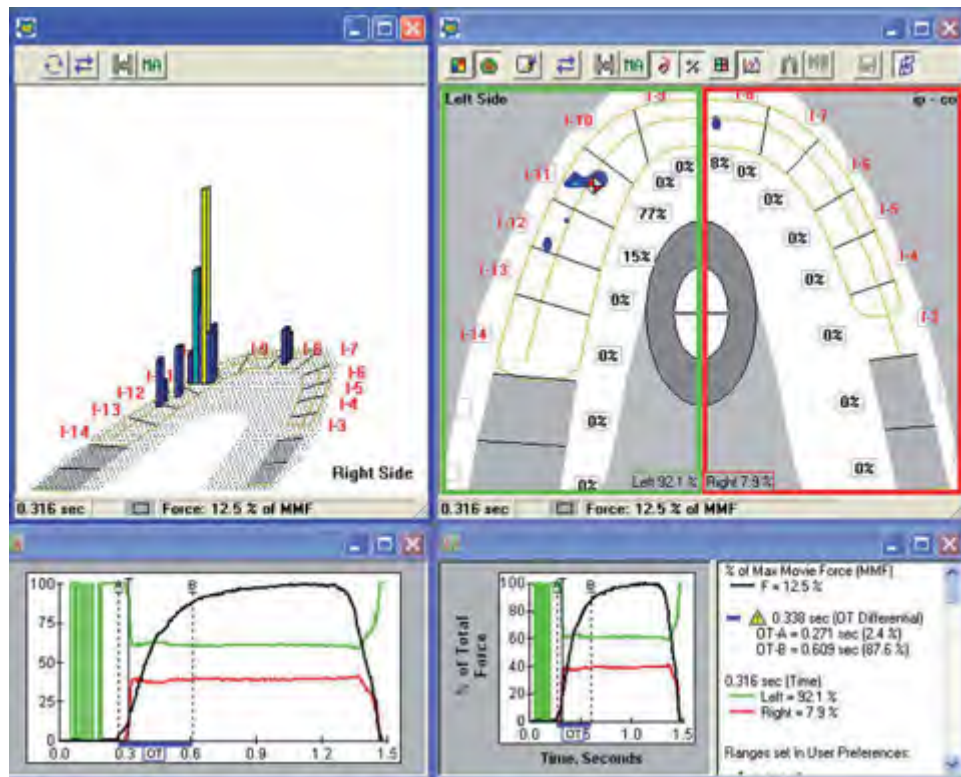 MA
I-9
I-8
I-7
I-6
I-5
I-4
I-3
I-12
I-13
I-14
Right Side
0.316 sec
Force: 12.5 % of MMF
MA
Left Side
ip - co
I-10
I-7
I-11
I-6
I-12
I-5
I-13
I-4
I-14
0%
8%
0%
0%
0%
77%
0%
15%
0%
0%
0%
0%
0%
0%
0%
0%
0%
Left 92.1 %
Right 7.9 %
0.316 sec
Force: 12.5 % of MMF
100
75
50
25
0
A
B
0.0
0.3
OT
0.6
0.9
1.2
1.5
% of Total
Force
100
80
60
40
20
0
B
0.0
OT
0.5
1.0
1.5
Time, Seconds
% of Max Movie Force (MMF)
F = 12.5 %
0.338 sec (OT Differential)
OT-A = 0.271 sec (2.4 %)
OT-B = 0.609 sec (87.6 %)
0.316 sec (Time)
Left = 92.1 %
Right = 7.9 %
Ranges set in User Preferences: